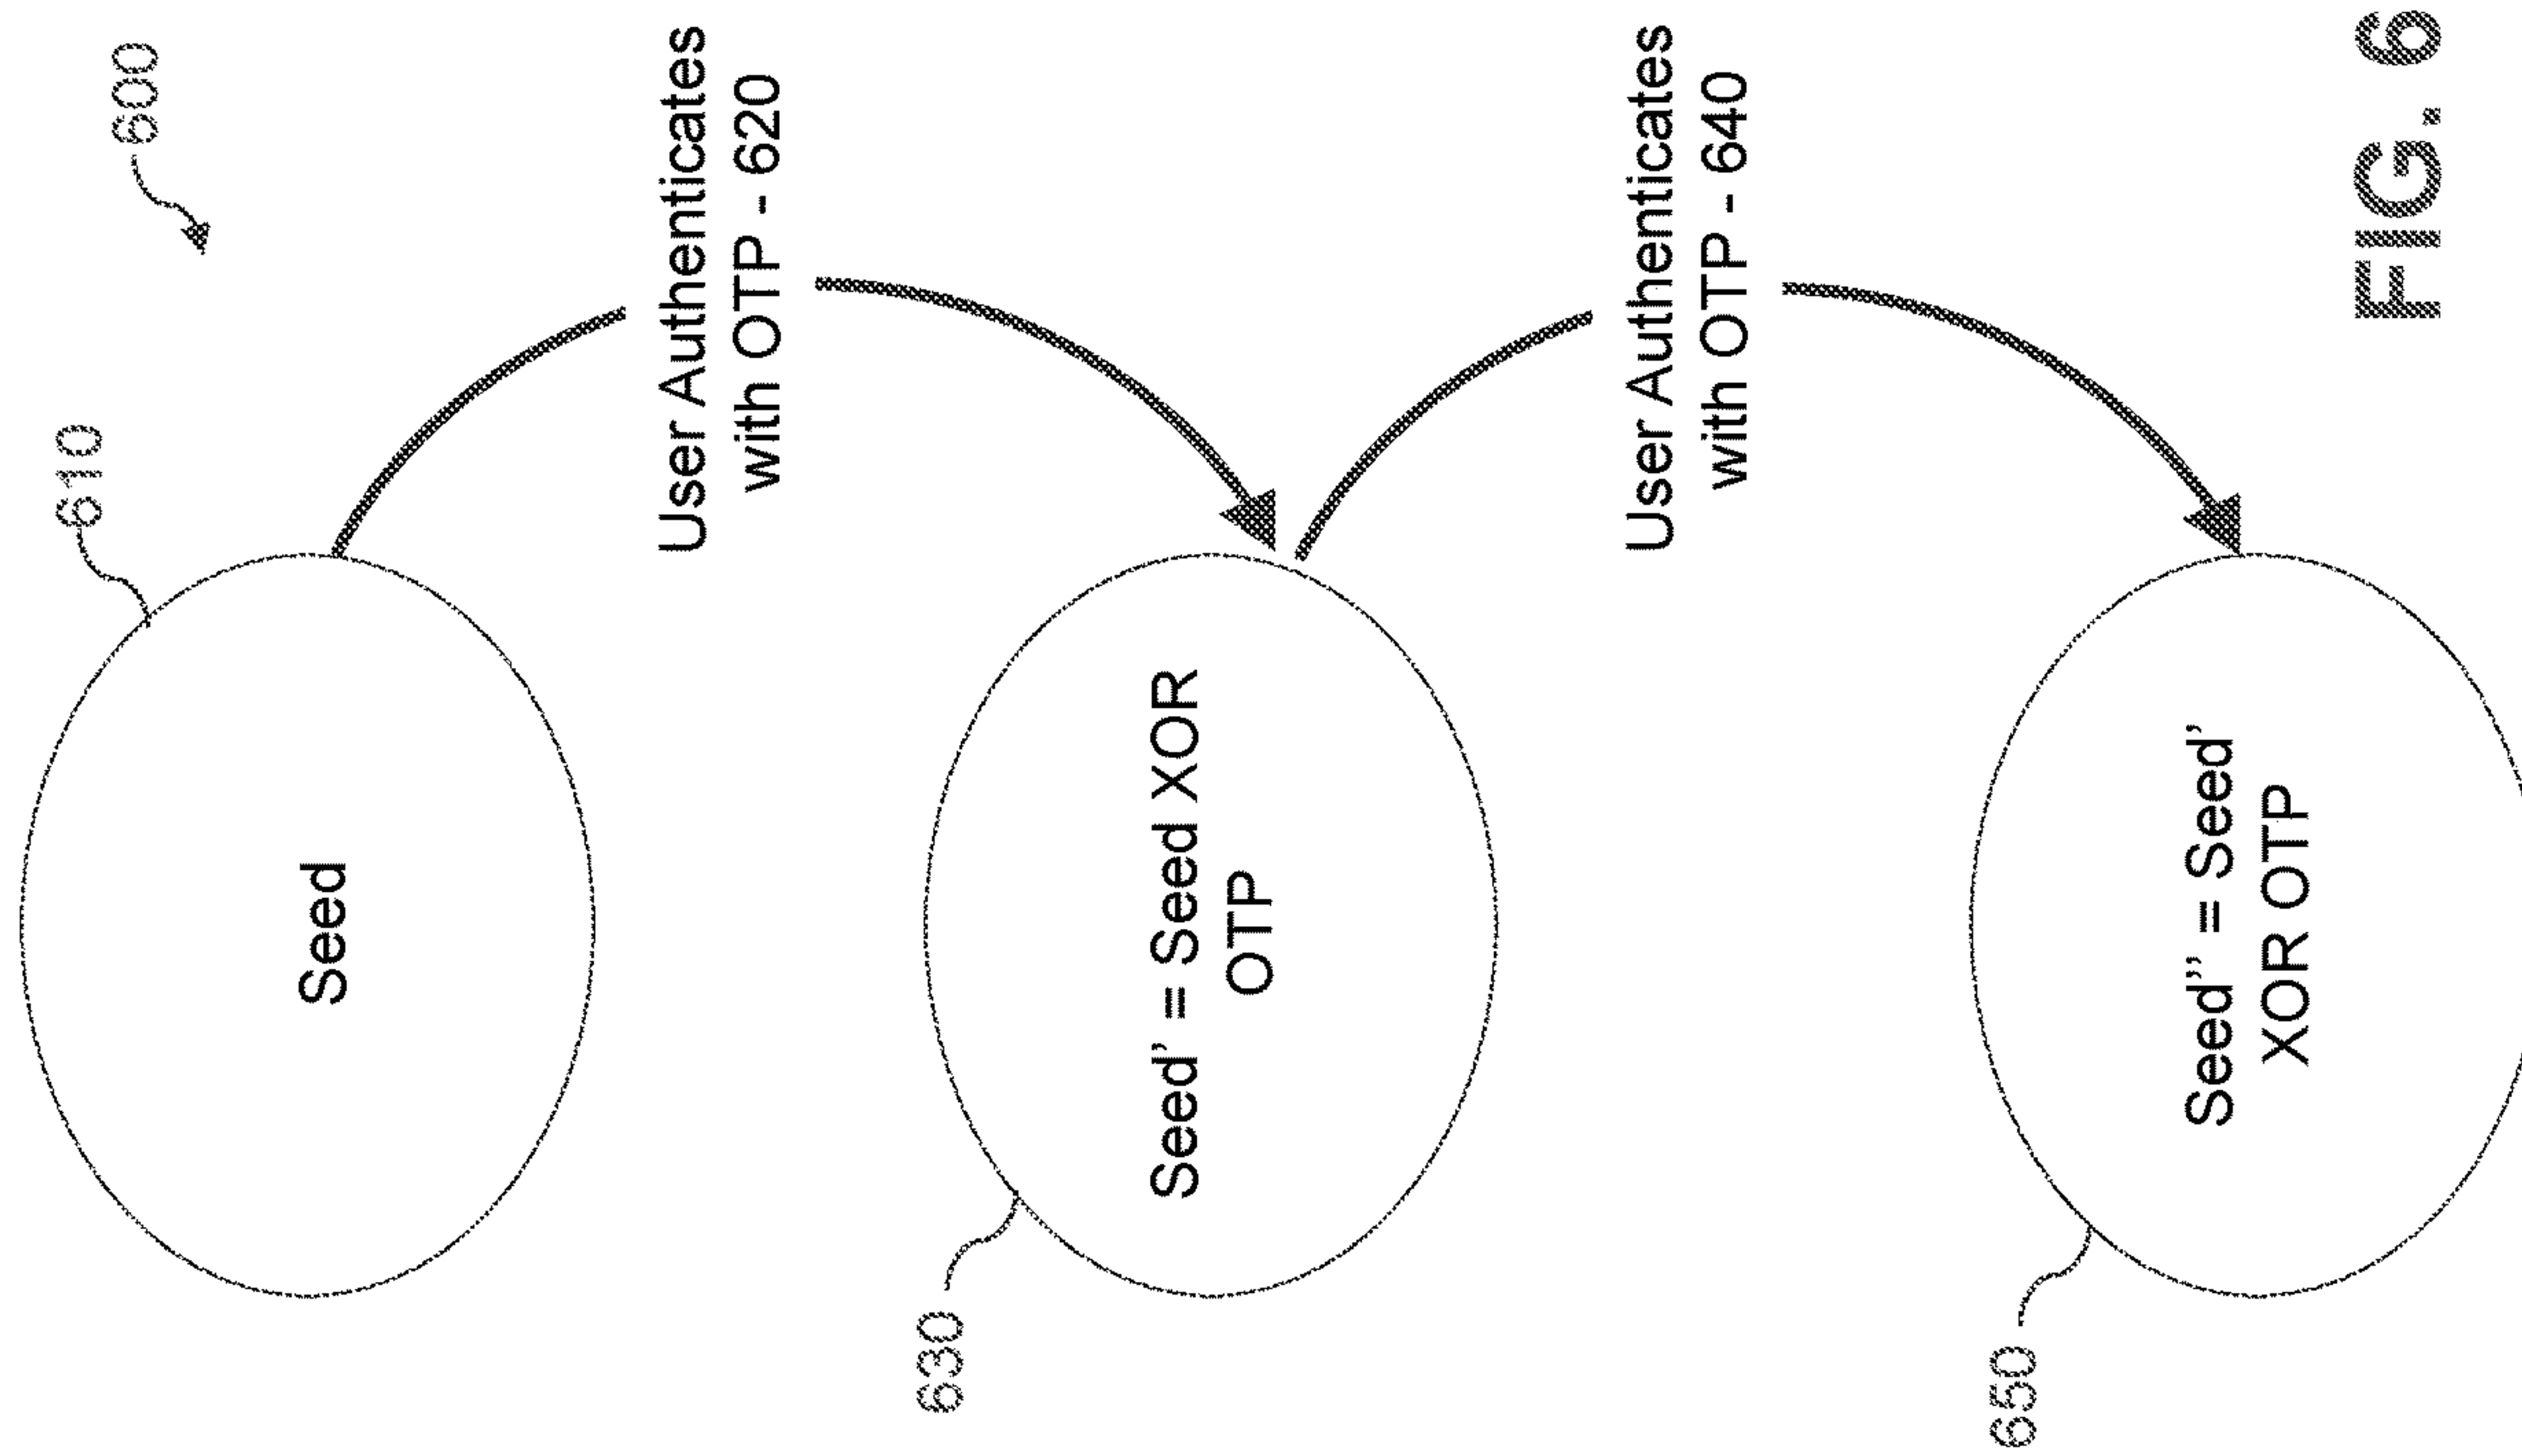 600
610
Seed
User Authenticates
with OTP - 620
630
Seed' = Seed XOR
OTP
User Authenticates
with OTP - 640
650
Seed'' = Seed'
XOR OTP
FIG. 6